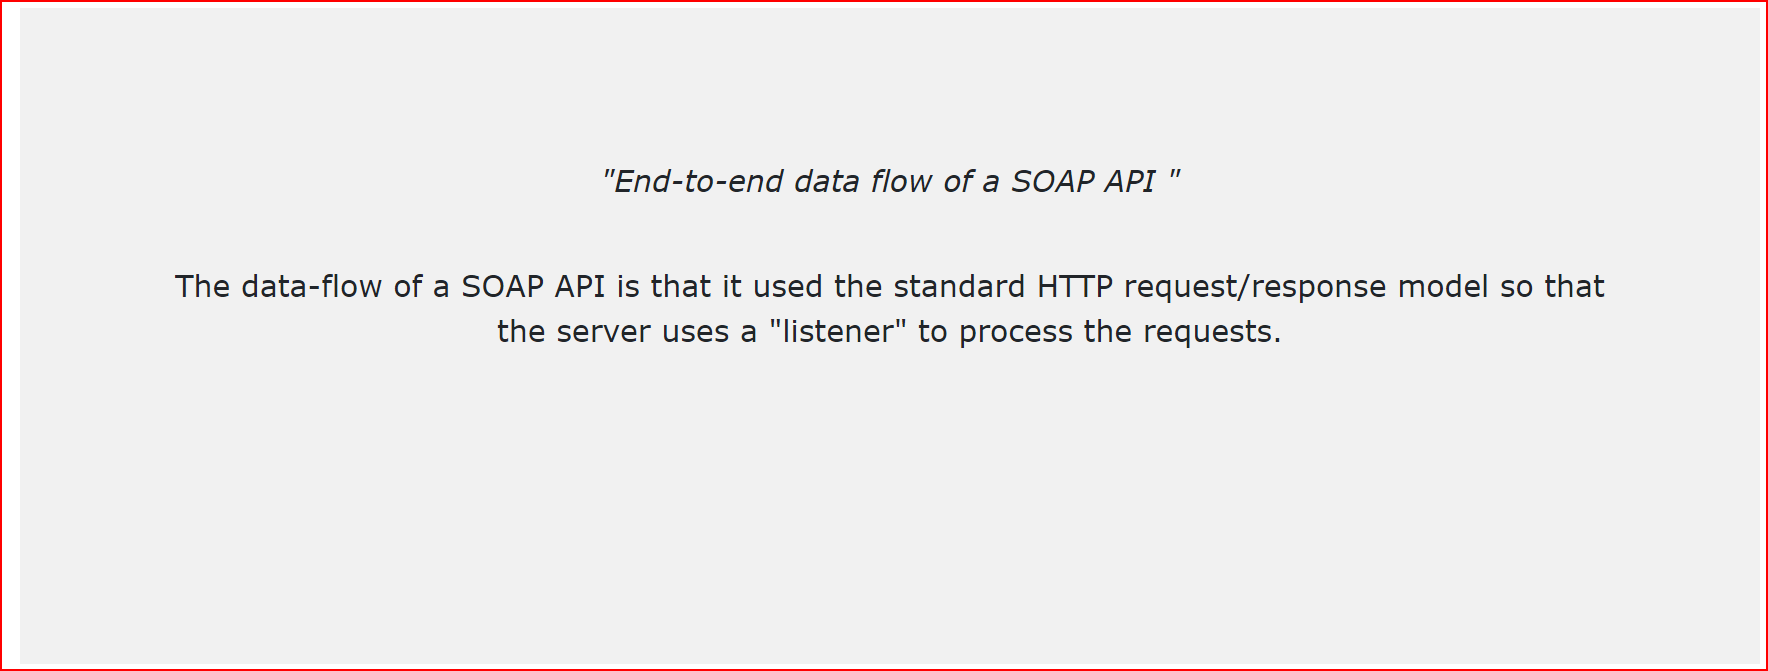 "End-to-end data flow of a SOAP API "
The data-flow of a SOAP API is that it used the standard HTTP request/response model so that
the server uses a "listener" to process the requests.